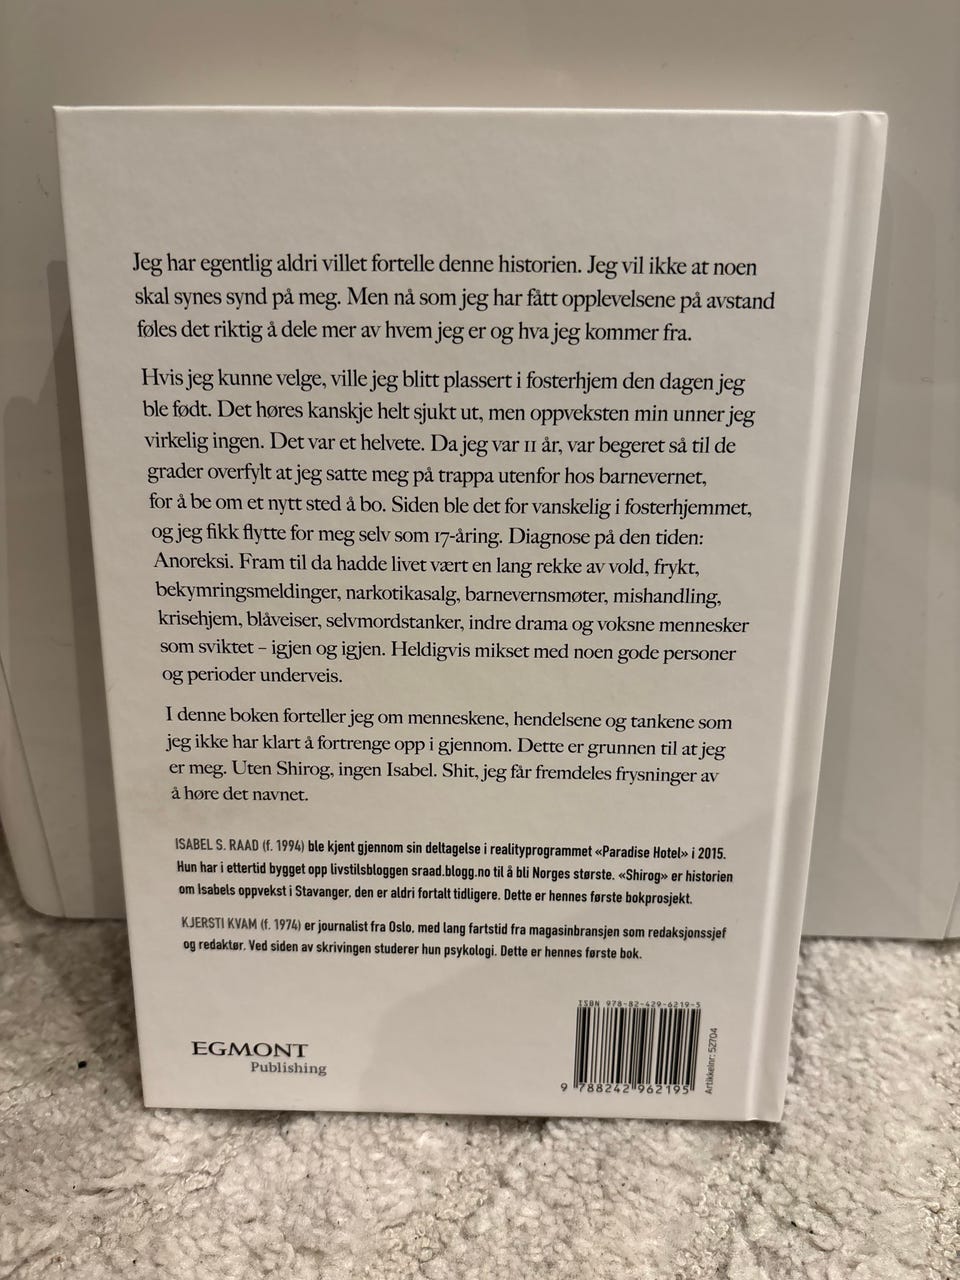 Jeg har egentlig aldri villet fortelle denne historien. Jeg vil ikke at noen
skal synes synd på meg. Men nå som jeg har fått opplevelsene på avstand
føles det riktig å dele mer av hvem jeg er og hva jeg kommer fra.
Hvis jeg kunne velge, ville jeg blitt plassert i fosterhjem den dagen jeg
ble født. Det høres kanskje helt sjukt ut, men oppveksten min unner jeg
virkelig ingen. Det var et helvete. Da jeg var 11 år, var begeret så til de
grader overfylt at jeg satte meg på trappa utenfor hos barnevernet,
for å be om et nytt sted å bo. Siden ble det for vanskelig i fosterhjemmet,
og jeg fikk flytte for meg selv som 17-åring. Diagnose på den tiden:
Anoreksi. Fram til da hadde livet vært en lang rekke av vold, frykt,
bekymringsmeldinger, narkotikasalg, barnevernsmøter, mishandling,
krisehjem, blåveiser, selvmordstanker, indre drama og voksne mennesker
som sviktet – igjen og igjen. Heldigvis mikset med noen gode personer
og perioder underveis.
I denne boken forteller jeg om menneskene, hendelsene og tankene som
jeg ikke har klart å fortrenge opp i gjennom. Dette er grunnen til at jeg
er meg. Uten Shirog, ingen Isabel. Shit, jeg får fremdeles frysninger av
å høre det navnet.
ISABEL S. RAAD (f. 1994) ble kjent gjennom sin deltagelse i realityprogrammet «Paradise Hotel» i 2015.
Hun har i ettertid bygget opp livstilsbloggen sraad.blogg.no til å bli Norges største. «Shirog» er historien
om Isabels oppvekst i Stavanger, den er aldri fortalt tidligere. Dette er hennes første bokprosjekt.
KJERSTI KVAM (f. 1974) er journalist fra Oslo, med lang fartstid fra magasinbransjen som redaksjonssjef
og redaktør. Ved siden av skrivingen studerer hun psykologi. Dette er hennes første bok.
ISBN 978-82-429-6219-5
9 788242 962195
Artikkelnr: 52704
EGMONT
Publishing